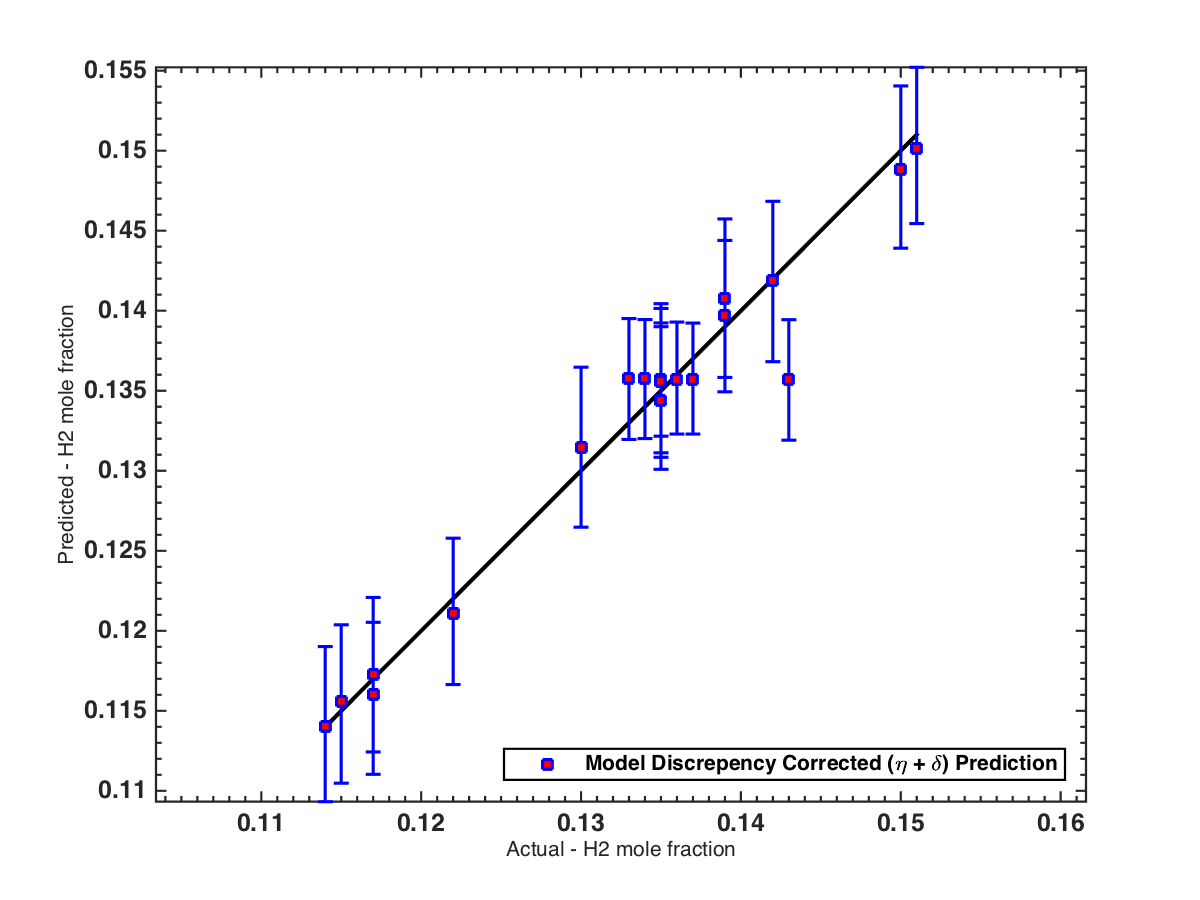 0.155
0.15
0.145
0.14
0.135
0.13
0.125
0.12
0.115
0.11
Predicted - H2 mole fraction
Model Discrepency Corrected (η + δ) Prediction
0.11 0.12 0.13 0.14 0.15 0.16
Actual - H2 mole fraction